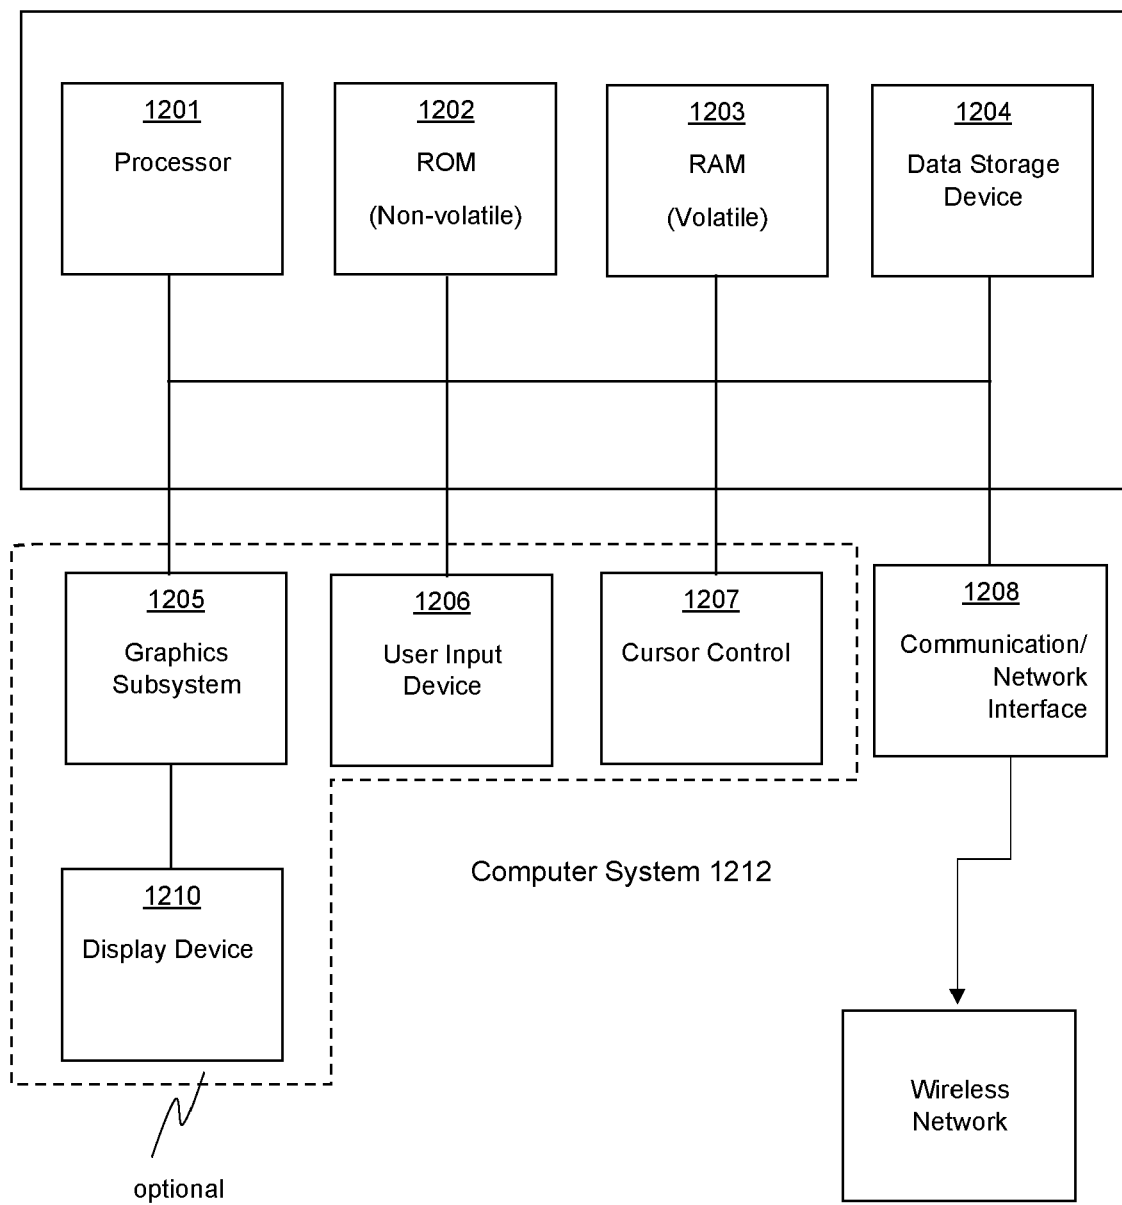 1201
Processor
1202
ROM
(Non-volatile)
1203
RAM
(Volatile)
1204
Data Storage
Device
1205
Graphics
Subsystem
1206
User Input
Device
1207
Cursor Control
1208
Communication/
Network
Interface
Computer System 1212
1210
Display Device
optional
Wireless
Network